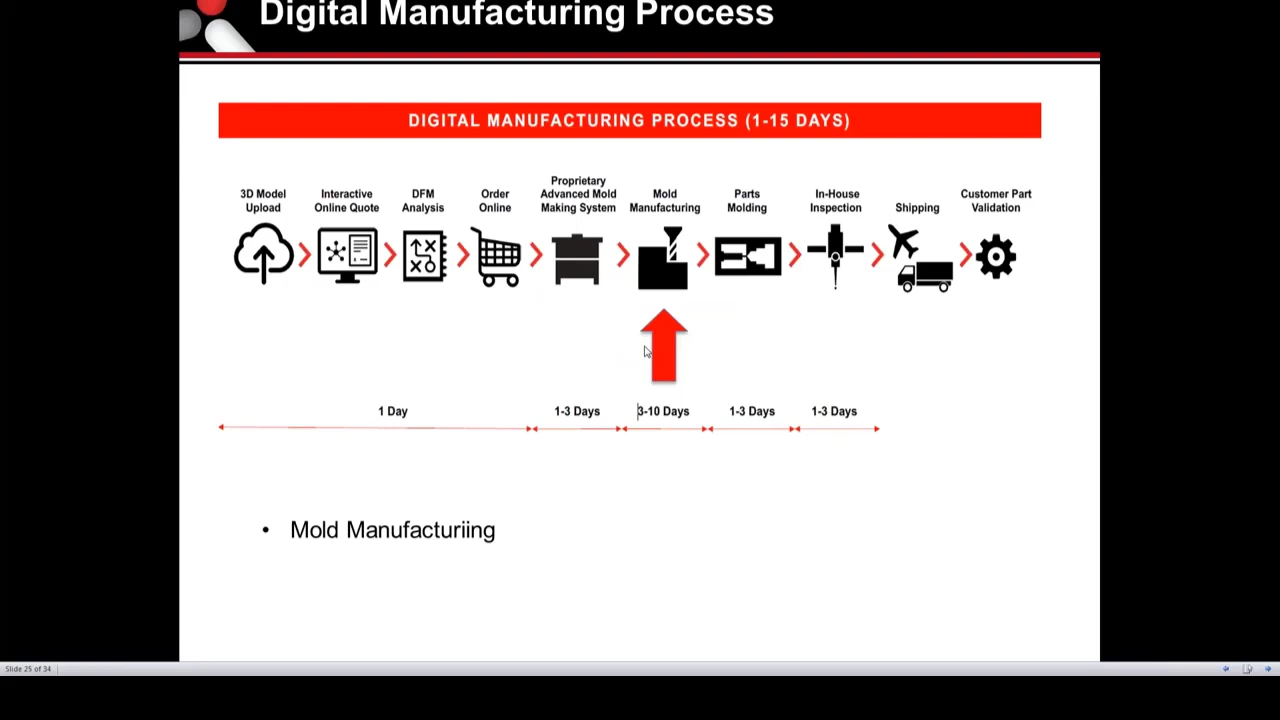 Digital Manufacturing Process
DIGITAL MANUFACTURING PROCESS (1-15 DAYS)
3D Model
Upload
Interactive
Online Quote
DFM
Analysis
Order
Online
Proprietary
Advanced Mold
Making System
Mold
Manufacturing
Parts
Molding
In-House
Inspection
Shipping
Customer Part
Validation
1 Day
1-3 Days
3-10 Days
1-3 Days
1-3 Days
• Mold Manufacturiing
Slide 25 of 34